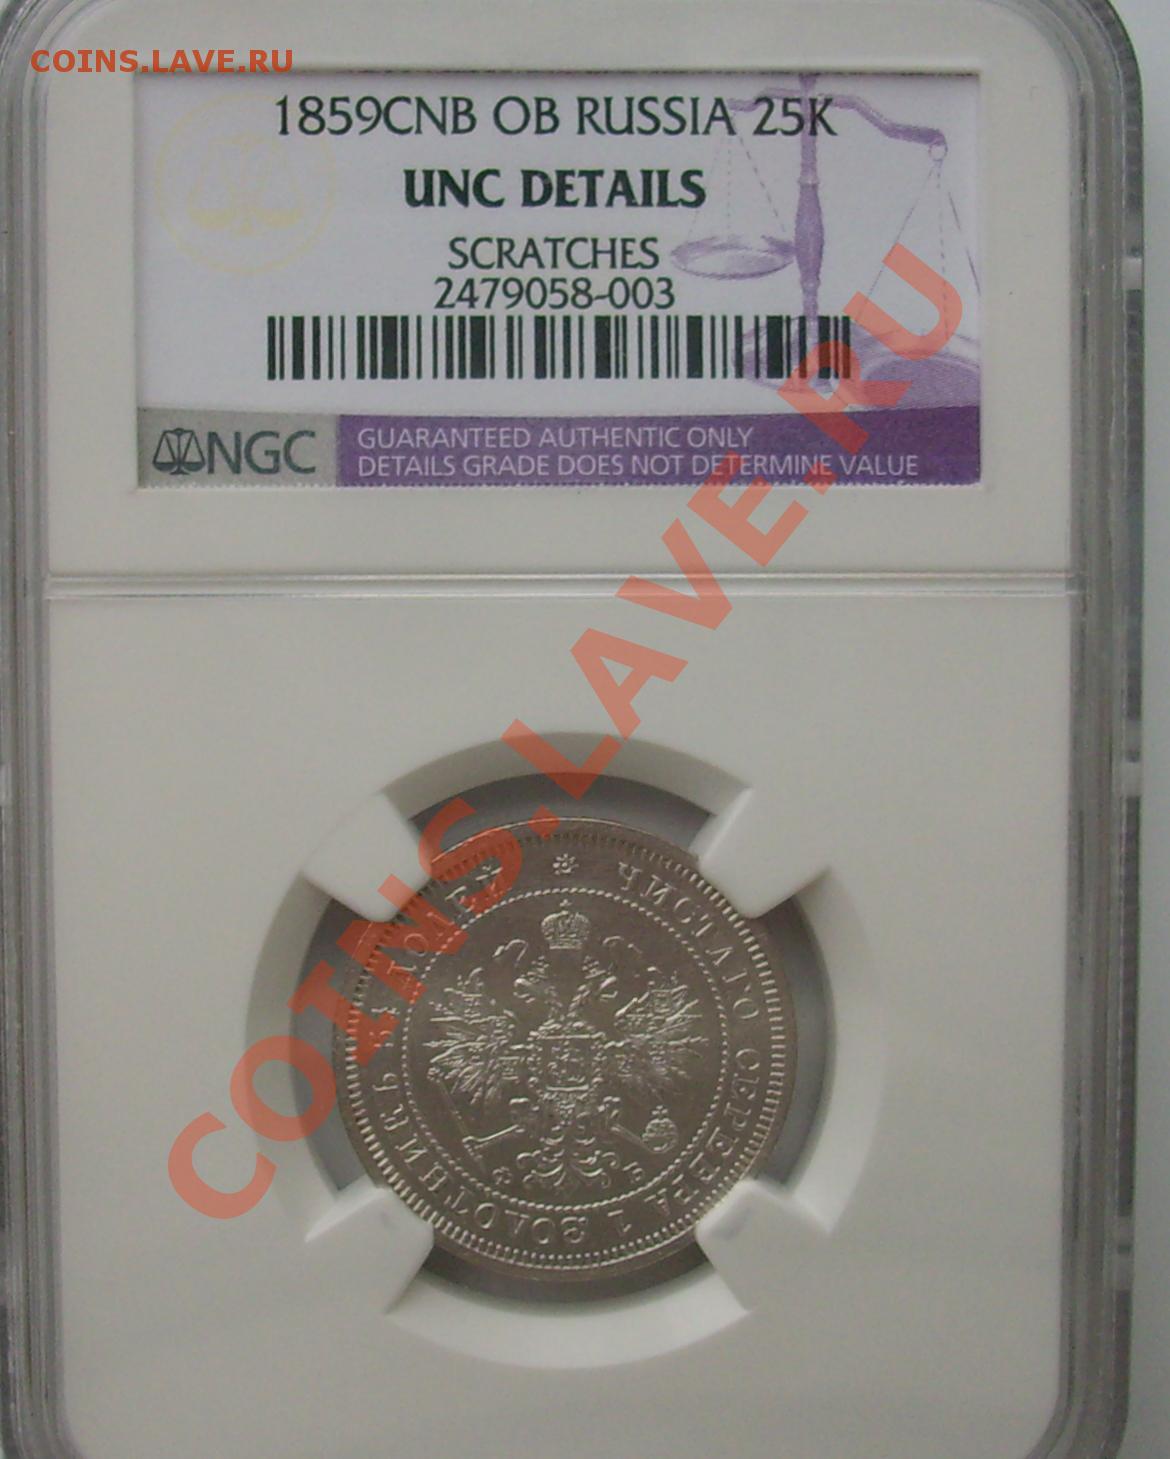 COINS.LAVE.RU
1859CNB OB RUSSIA 25K
UNC DETAILS
SCRATCHES
2479058-003
NGC
GUARANTEED AUTHENTIC ONLY
DETAILS GRADE DOES NOT DETERMINE VALUE
COINS.LAVE.RU
ЧИСТАГО СЕРЕБРА 1 ЗОЛОТНИКЪ
ДОЛЕЙ
Ф Б